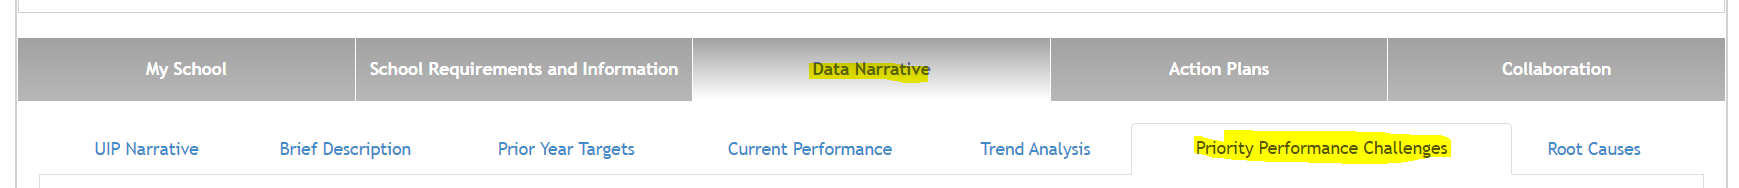 My School School Requirements and Information Data Narrative Action Plans Collaboration
UIP Narrative Brief Description Prior Year Targets Current Performance Trend Analysis Priority Performance Challenges Root Causes